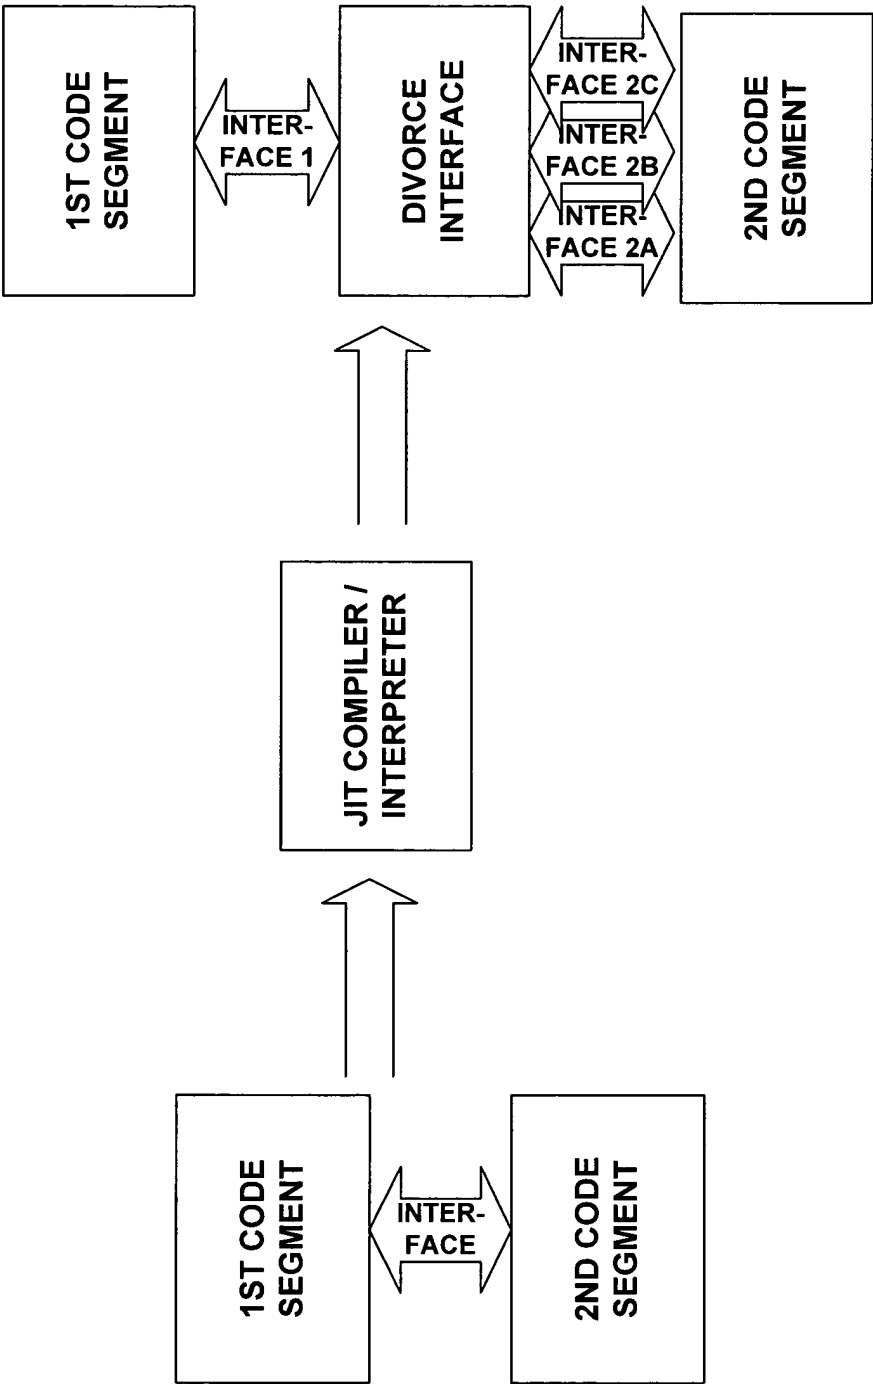 1ST CODE
SEGMENT
INTER-
FACE 1
DIVORCE
INTERFACE
INTER-
FACE 2C
INTER-
FACE 2B
INTER-
FACE 2A
2ND CODE
SEGMENT
JIT COMPILER /
INTERPRETER
1ST CODE
SEGMENT
INTER-
FACE
2ND CODE
SEGMENT